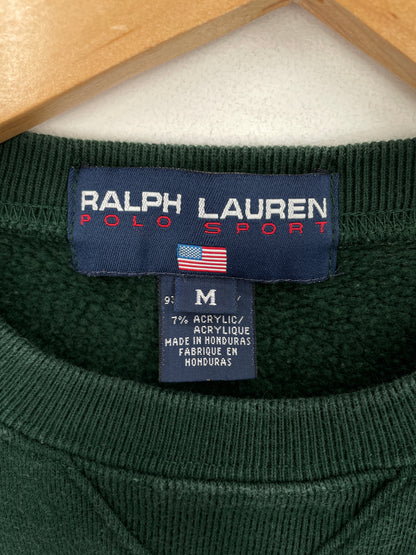 RALPH LAUREN
POLO SPORT
M
7% ACRYLIC/
ACRYLIQUE
MADE IN HONDURAS
FABRIQUE EN
HONDURAS